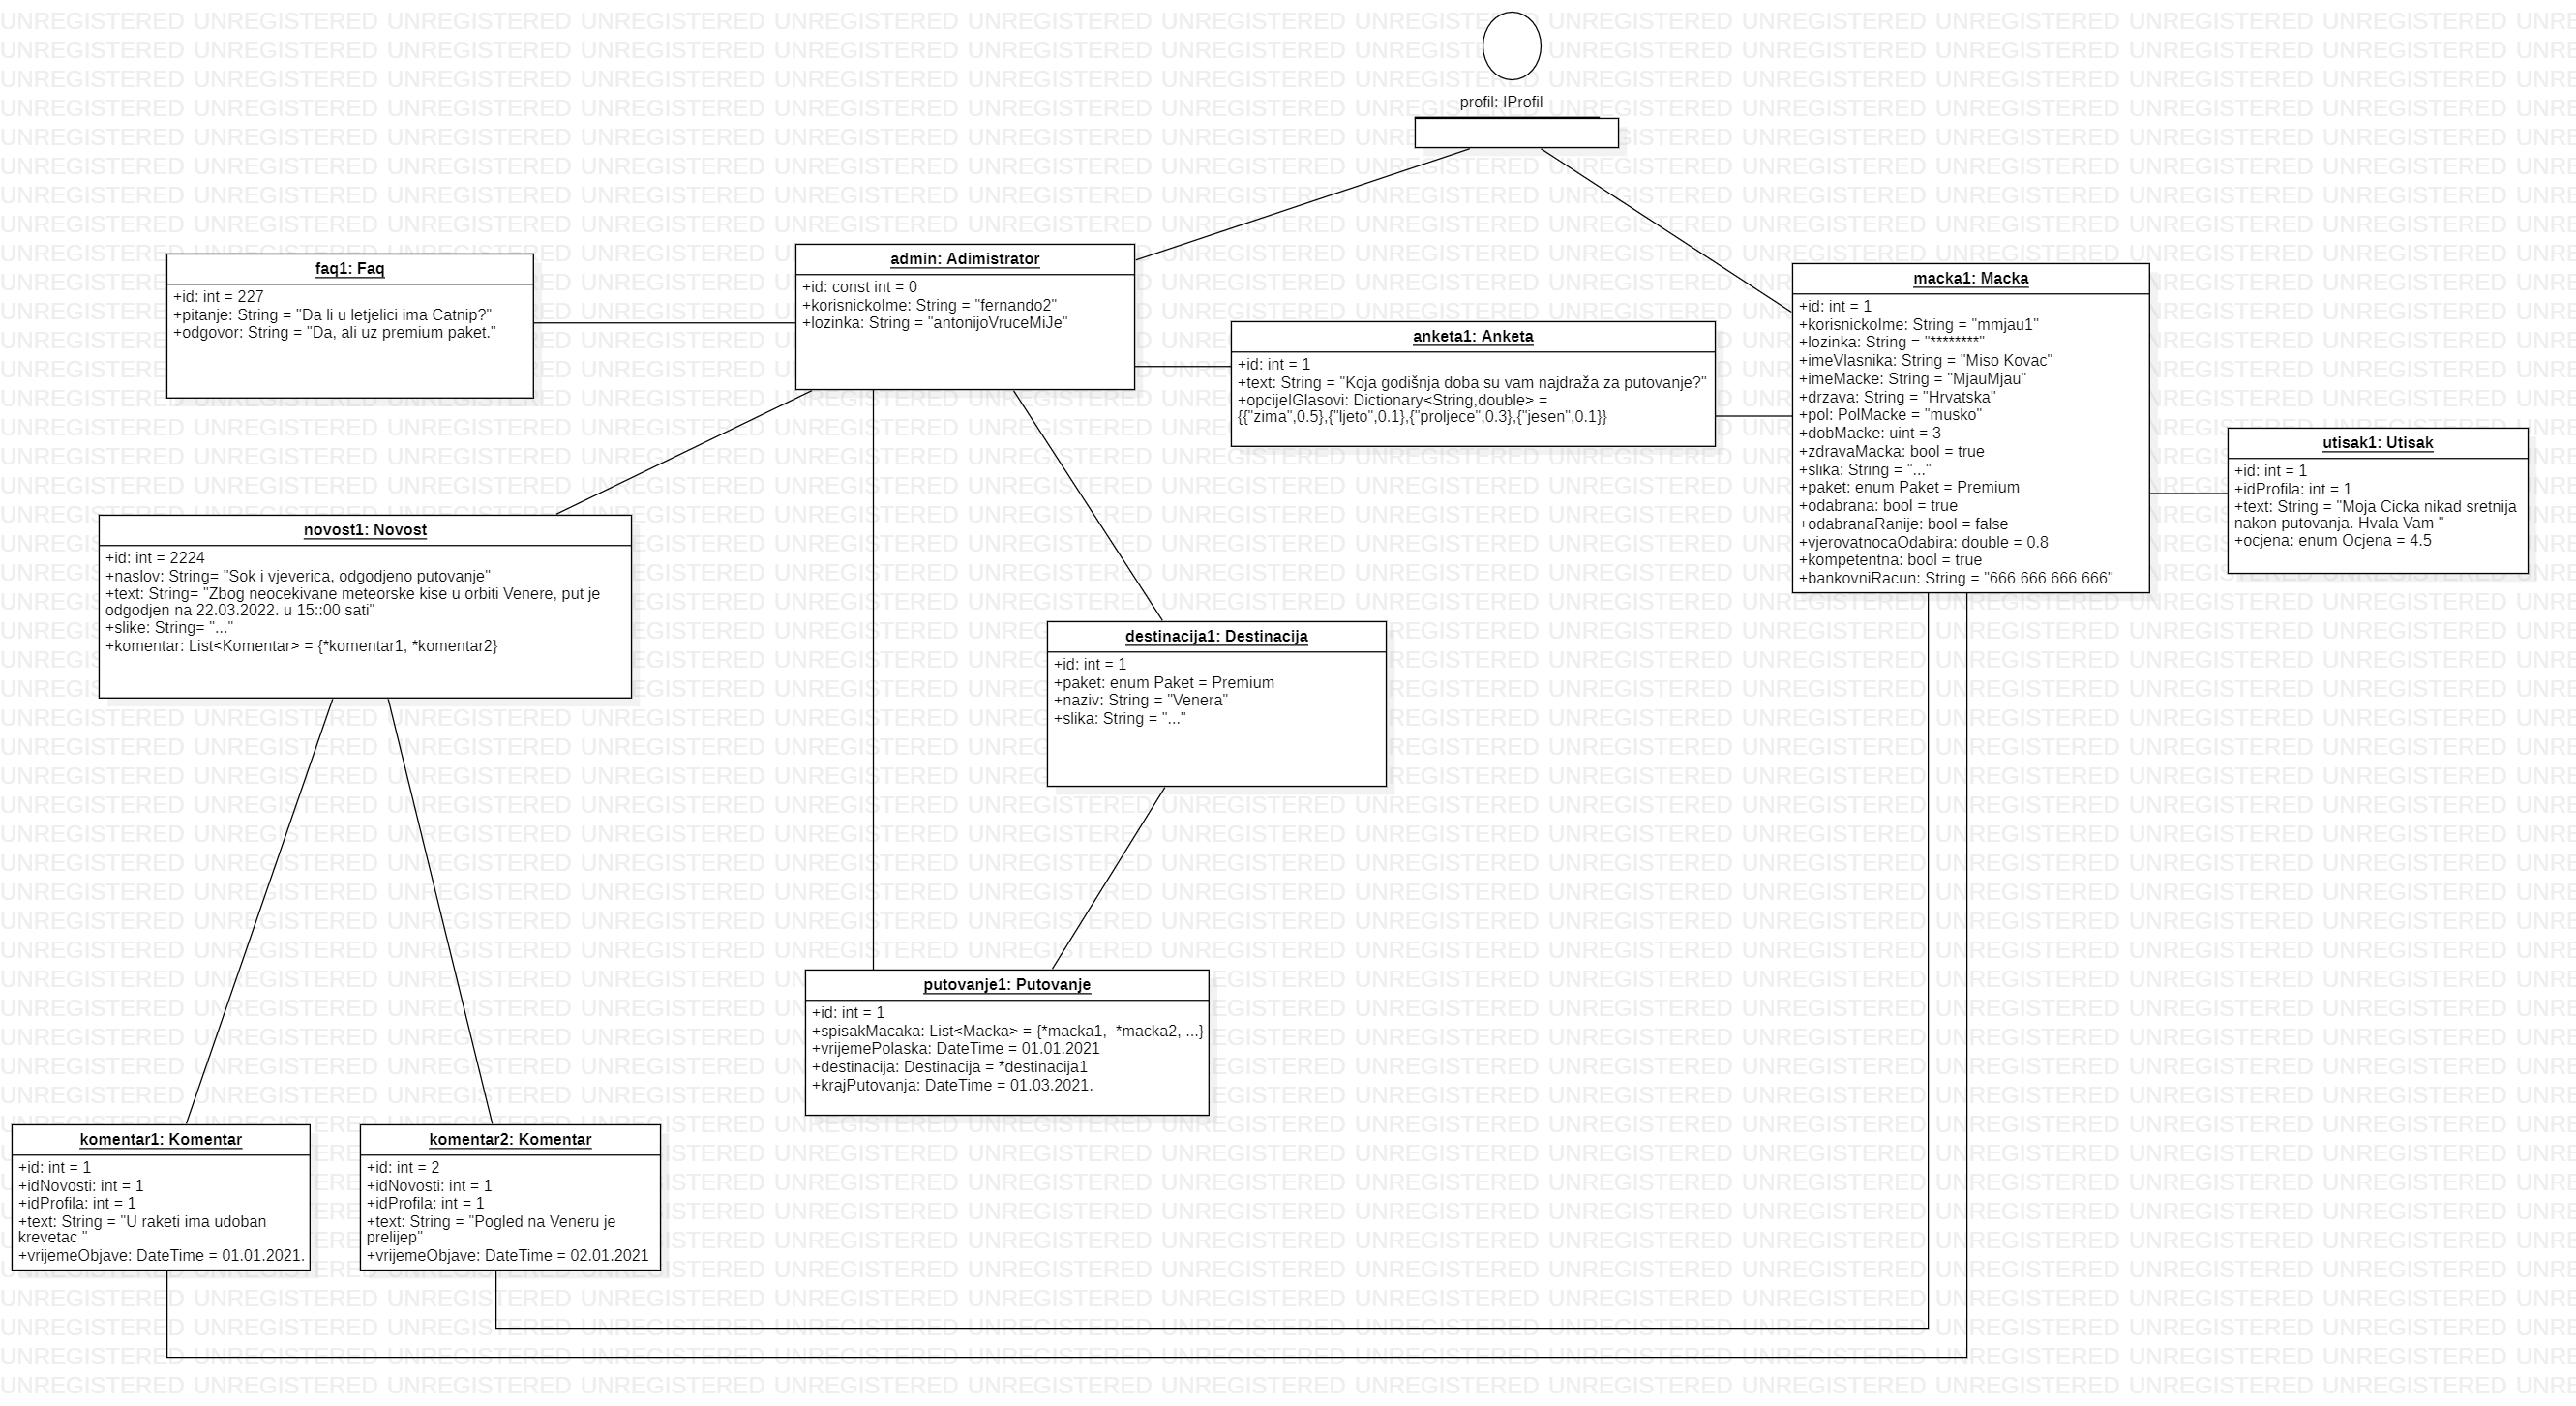 profil: IProfil
faq1: Faq
+id: int = 227
+pitanje: String = "Da li u letjelici ima Catnip?"
+odgovor: String = "Da, ali uz premium paket."
admin: Adimistrator
+id: const int = 0
+korisnickoIme: String = "fernando2"
+lozinka: String = "antonijoVruceMiJe"
anketa1: Anketa
+id: int = 1
+text: String = "Koja godišnja doba su vam najdraža za putovanje?"
+opcijeIGlasovi: Dictionary<String,double> =
{{"zima",0.5},{"ljeto",0.1},{"proljece",0.3},{"jesen",0.1}}
macka1: Macka
+id: int = 1
+korisnickoIme: String = "mmjau1"
+lozinka: String = "********"
+imeVlasnika: String = "Miso Kovac"
+imeMacke: String = "MjauMjau"
+drzava: String = "Hrvatska"
+pol: PolMacke = "musko"
+dobMacke: uint = 3
+zdravaMacka: bool = true
+slika: String = "..."
+paket: enum Paket = Premium
+odabrana: bool = true
+odabranaRanije: bool = false
+vjerovatnocaOdabira: double = 0.8
+kompetentna: bool = true
+bankovniRacun: String = "666 666 666 666"
utisak1: Utisak
+id: int = 1
+idProfila: int = 1
+text: String = "Moja Cicka nikad sretnija
nakon putovanja. Hvala Vam "
+ocjena: enum Ocjena = 4.5
novost1: Novost
+id: int = 2224
+naslov: String= "Sok i vjeverica, odgodjeno putovanje"
+text: String= "Zbog neocekivane meteorske kise u orbiti Venere, put je
odgodjen na 22.03.2022. u 15::00 sati"
+slike: String= "..."
+komentar: List<Komentar> = {*komentar1, *komentar2}
destinacija1: Destinacija
+id: int = 1
+paket: enum Paket = Premium
+naziv: String = "Venera"
+slika: String = "..."
putovanje1: Putovanje
+id: int = 1
+spisakMacaka: List<Macka> = {*macka1,  *macka2, ...}
+vrijemePolaska: DateTime = 01.01.2021
+destinacija: Destinacija = *destinacija1
+krajPutovanja: DateTime = 01.03.2021.
komentar1: Komentar
+id: int = 1
+idNovosti: int = 1
+idProfila: int = 1
+text: String = "U raketi ima udoban
krevetac "
+vrijemeObjave: DateTime = 01.01.2021.
komentar2: Komentar
+id: int = 2
+idNovosti: int = 1
+idProfila: int = 1
+text: String = "Pogled na Veneru je
prelijep"
+vrijemeObjave: DateTime = 02.01.2021
UNREGISTERED